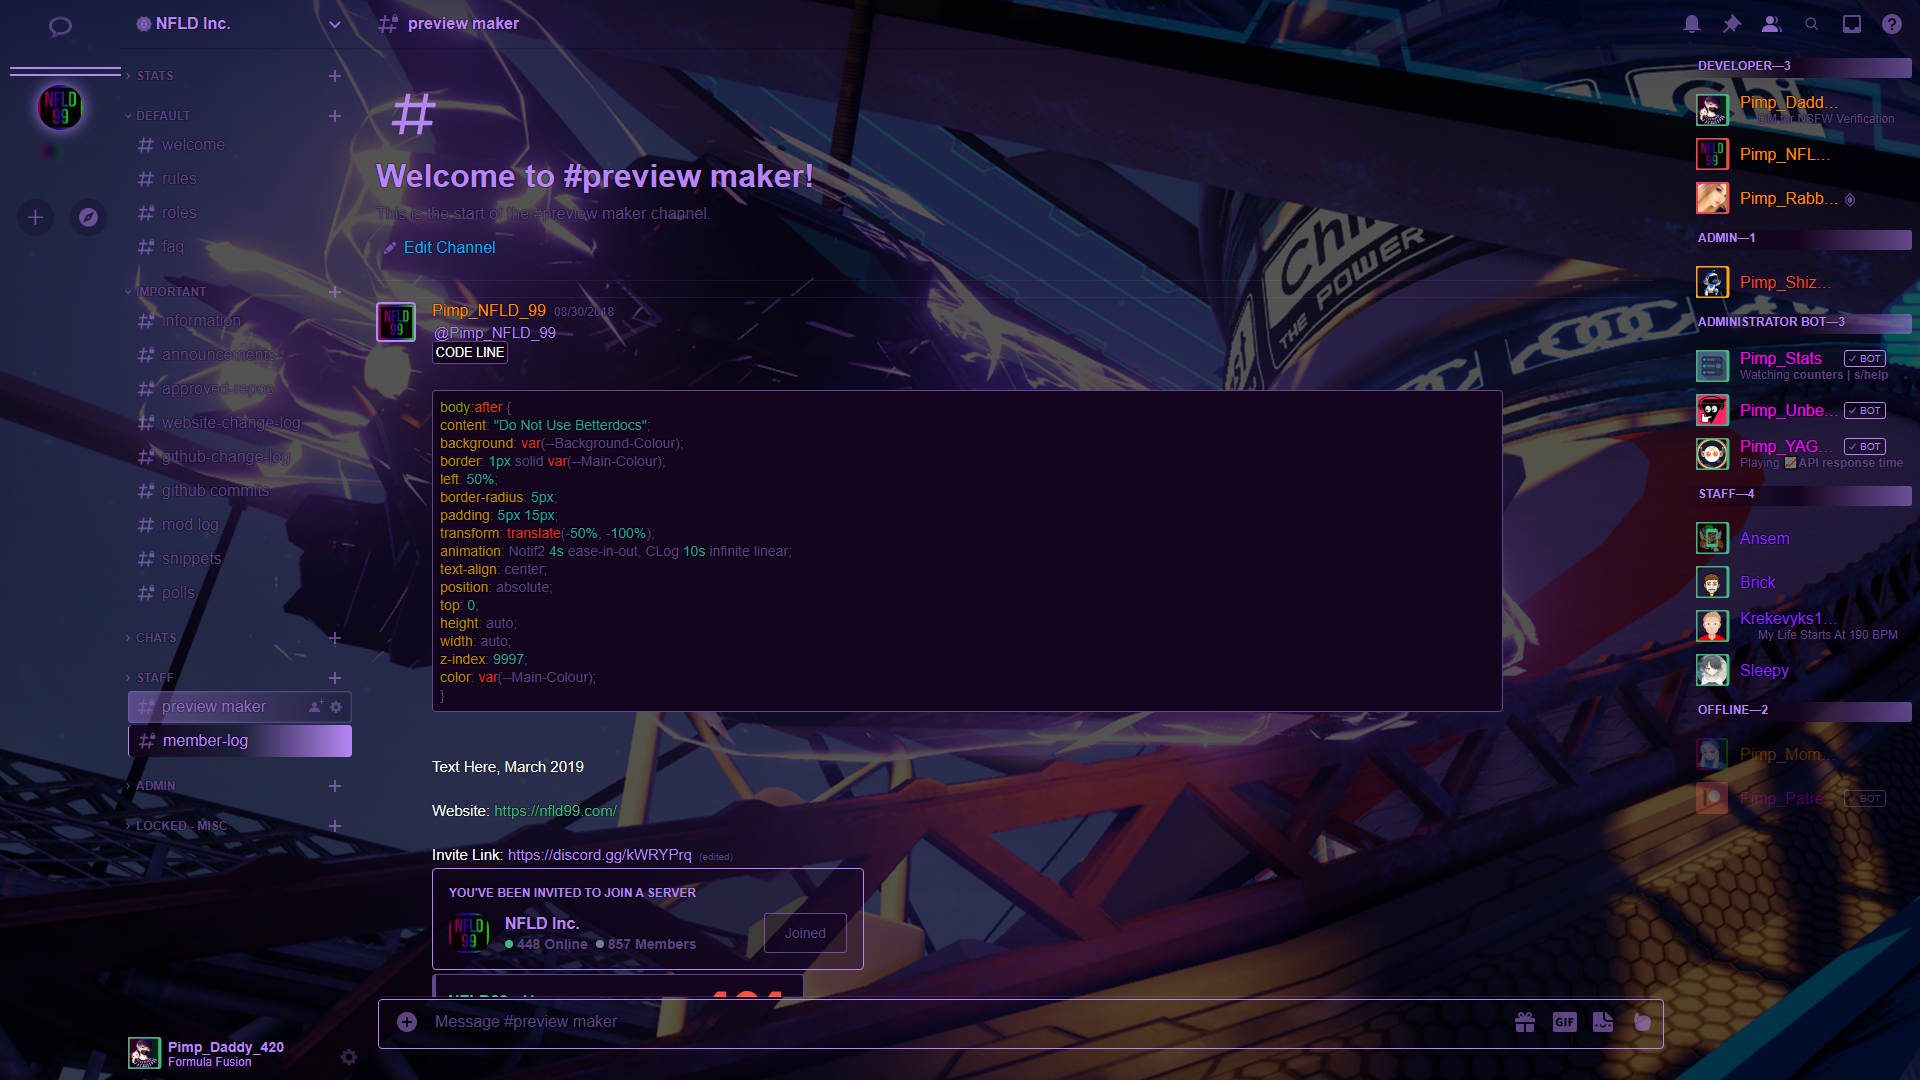 NFLD Inc.
preview maker
STATS
NFLD
99
DEFAULT
welcome
rules
roles
faq
IMPORTANT
information
announcements
approved-repos
website-change-log
github-change-log
github commits
mod log
snippets
polls
CHATS
STAFF
preview maker
member-log
ADMIN
LOCKED - MISC
Pimp_Daddy_420
Formula Fusion
Welcome to #preview maker!
This is the start of the #preview maker channel.
Edit Channel
NFLD
99
Pimp_NFLD_99 08/30/2018
@Pimp_NFLD_99
CODE LINE
body:after {
content: "Do Not Use Betterdocs";
background: var(--Background-Colour);
border: 1px solid var(--Main-Colour);
left: 50%;
border-radius: 5px;
padding: 5px 15px;
transform: translate(-50%, -100%);
animation: Notif2 4s ease-in-out, CLog 10s infinite linear;
text-align: center;
position: absolute;
top: 0;
height: auto;
width: auto;
z-index: 9997;
color: var(--Main-Colour);
}
Text Here, March 2019
Website: https://nfld99.com/
Invite Link: https://discord.gg/kWRYPrq (edited)
YOU'VE BEEN INVITED TO JOIN A SERVER
NFLD
99
NFLD Inc.
448 Online 857 Members
Joined
Message #preview maker
GIF
THE POWER
DEVELOPER—3
Pimp_Dadd...
DM for NSFW Verification
NFLD
99
Pimp_NFL...
Pimp_Rabb...
ADMIN—1
Pimp_Shiz...
ADMINISTRATOR BOT—3
Pimp_Stats ✓ BOT
Watching counters | s/help
Pimp_Unbe... ✓ BOT
Pimp_YAG... ✓ BOT
Playing API response time
STAFF—4
Ansem
Brick
Krekevyks1...
My Life Starts At 190 BPM
Sleepy
OFFLINE—2
Pimp_Mom...
Pimp_Patre... ✓ BOT